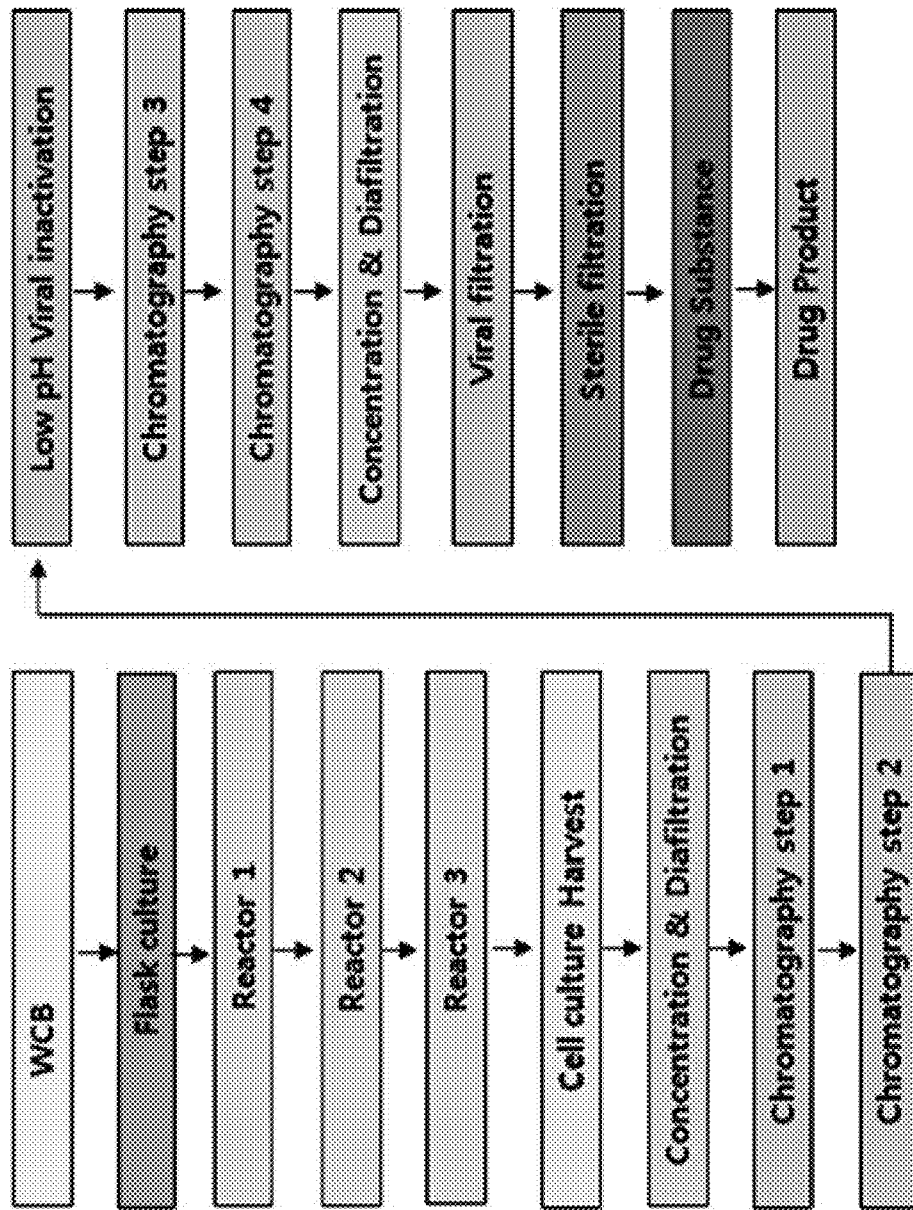 WCB
Flask culture
Reactor 1
Reactor 2
Reactor 3
Cell culture Harvest
Concentration & Diafiltration
Chromatography step 1
Chromatography step 2
Low pH Viral inactivation
Chromatography step 3
Chromatography step 4
Concentration & Diafiltration
Viral filtration
Sterile filtration
Drug Substance
Drug Product